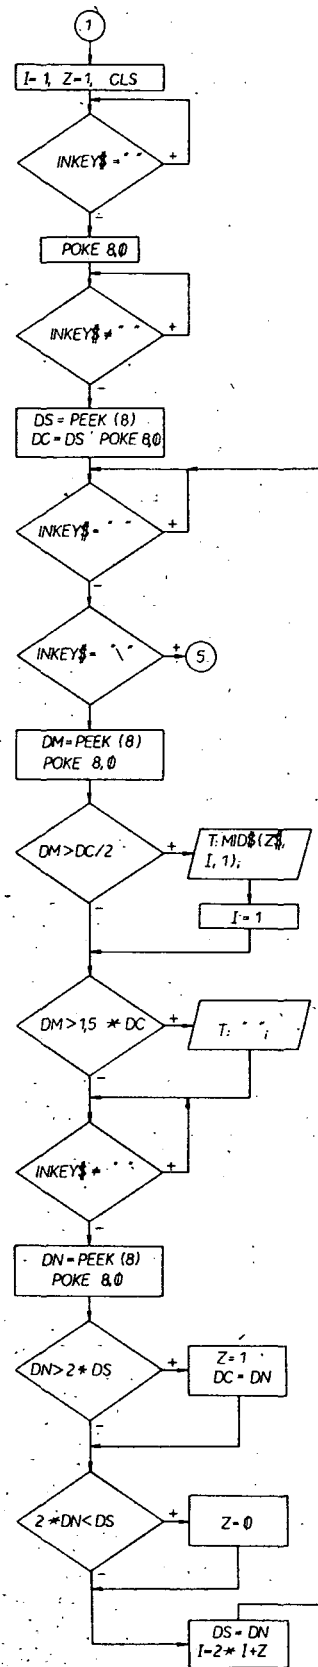 1
I=1, Z=1, CLS
INKEY$ = " "
+
-
POKE 8,0
INKEY$ ≠ " "
+
-
DS = PEEK (8)
DC = DS POKE 8,0
INKEY$ = " "
+
-
INKEY$ = "\"
+
5
-
DM = PEEK (8)
POKE 8,0
DM > DC/2
+
T: MID$(Z$,
I, 1);
I = 1
-
DM > 1,5 * DC
+
T: " ";
-
INKEY$ ≠ " "
+
-
DN = PEEK (8)
POKE 8,0
DN > 2 * DS
+
Z = 1
DC = DN
-
2 * DN < DS
+
Z = 0
-
DS = DN
I = 2 * I + Z